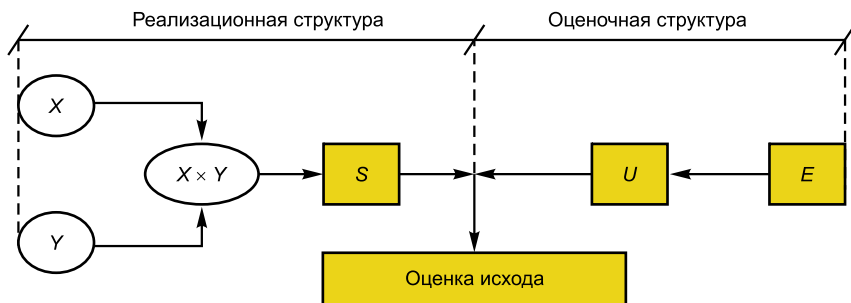 Реализационная структура
Оценочная структура
X
X × Y
S
U
E
Y
Оценка исхода